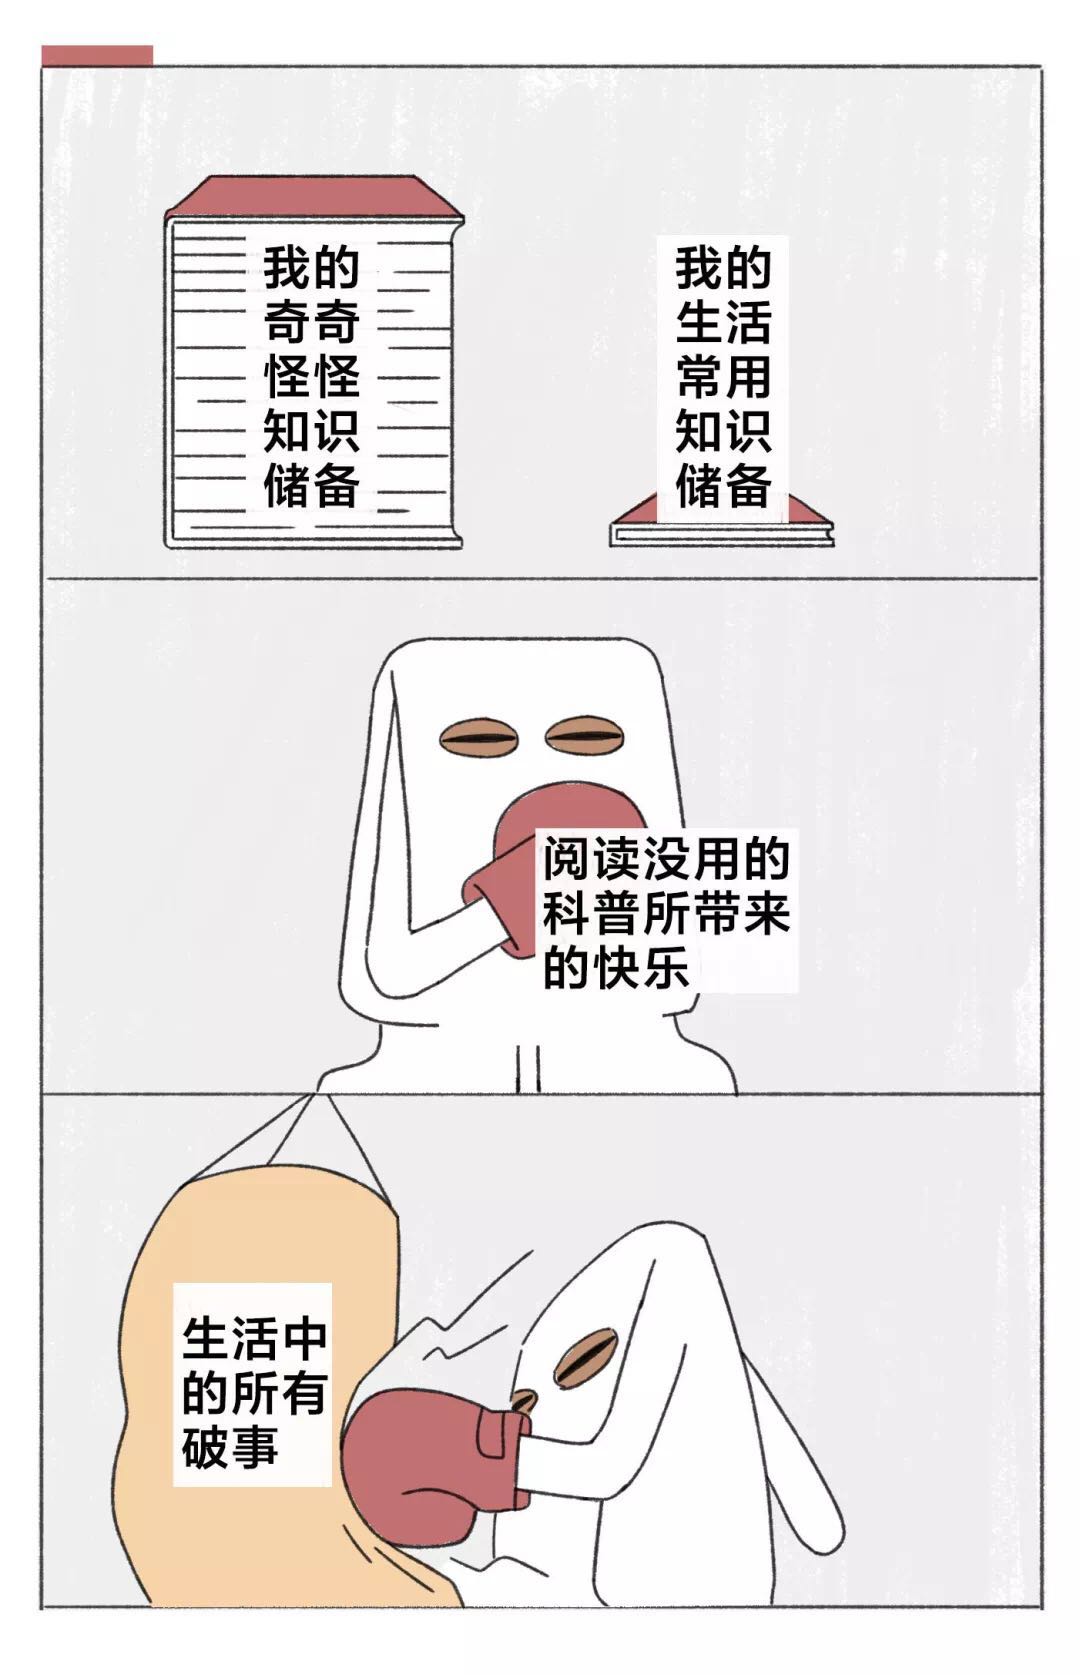 我的
奇奇
怪怪
知识
储备
我的
生活
常用
知识
储备
阅读没用的
科普所带来
的快乐
生活中
的所有
破事